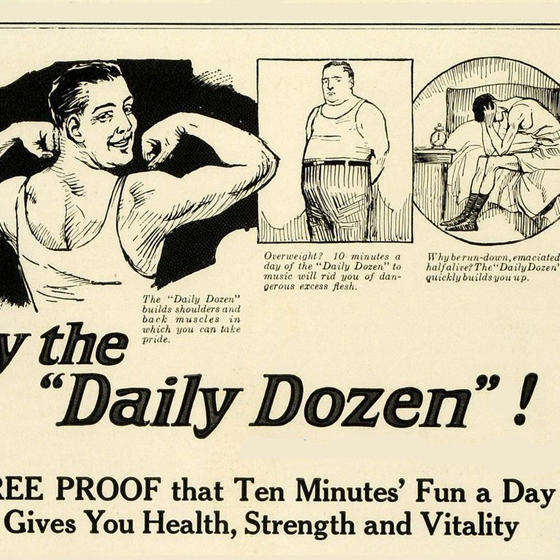 Overweight? 10 minutes a
day of the "Daily Dozen" to
music will rid you of dan-
gerous excess flesh.
Why be run-down, emaciated
half alive? The "Daily Dozen"
quickly builds you up.
The "Daily Dozen"
builds shoulders and
back muscles in
which you can take
pride.
y the
"Daily Dozen"!
REE PROOF that Ten Minutes' Fun a Day
Gives You Health, Strength and Vitality